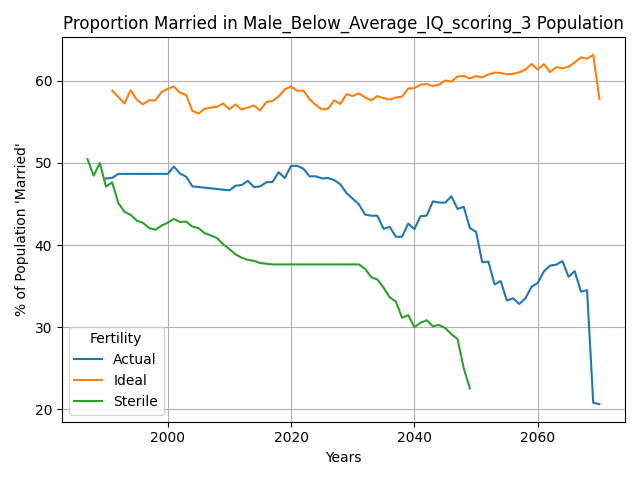 Proportion Married in Male_Below_Average_IQ_scoring_3 Population
% of Population 'Married'
60
50
40
30
20
Fertility
Actual
Ideal
Sterile
2000
2020
2040
2060
Years